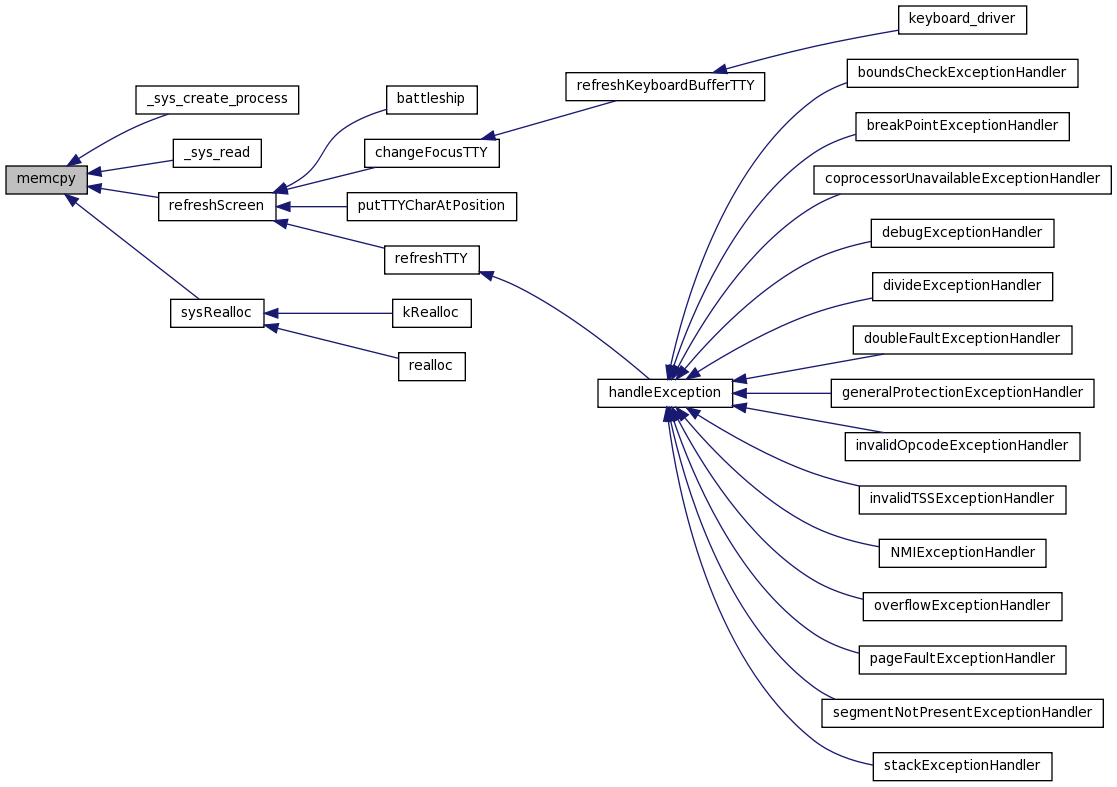 keyboard_driver
boundsCheckExceptionHandler
refreshKeyboardBufferTTY
_sys_create_process
battleship
breakPointExceptionHandler
_sys_read
changeFocusTTY
memcpy
coprocessorUnavailableExceptionHandler
refreshScreen
putTTYCharAtPosition
debugExceptionHandler
refreshTTY
divideExceptionHandler
sysRealloc
kRealloc
doubleFaultExceptionHandler
realloc
handleException
generalProtectionExceptionHandler
invalidOpcodeExceptionHandler
invalidTSSExceptionHandler
NMIExceptionHandler
overflowExceptionHandler
pageFaultExceptionHandler
segmentNotPresentExceptionHandler
stackExceptionHandler